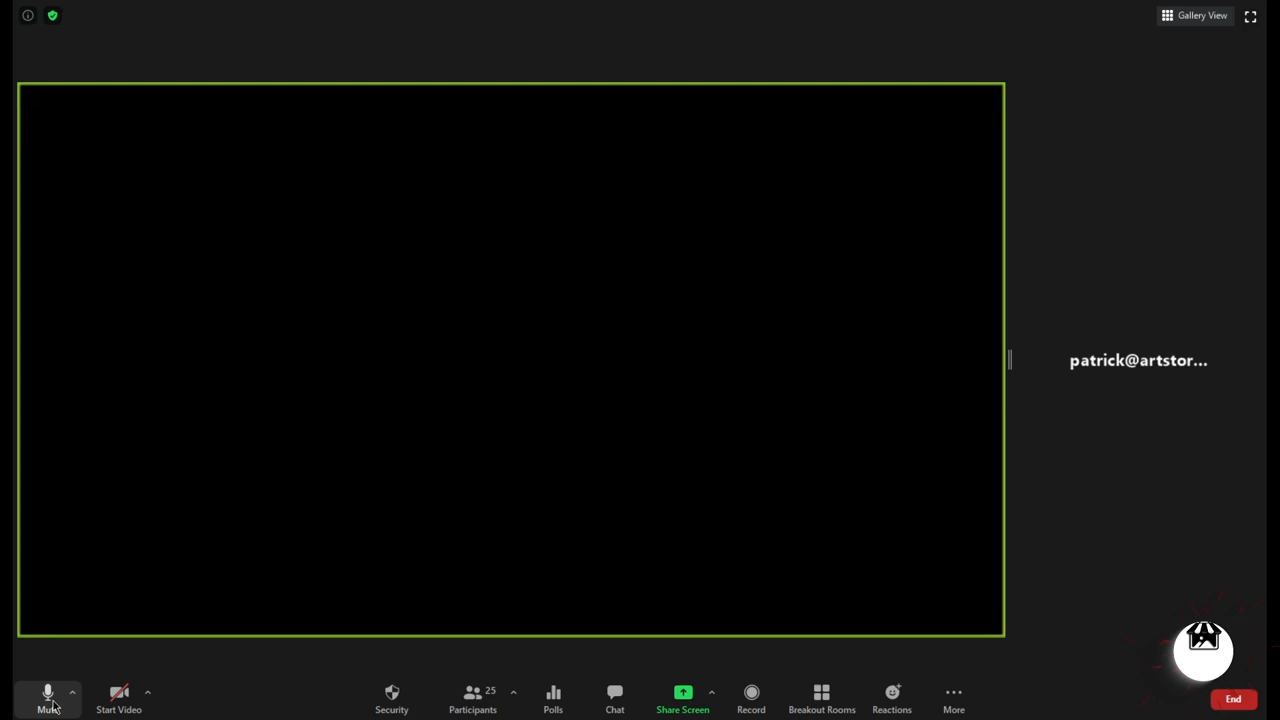 Gallery View
patrick@artstor...
Mute
Start Video
Security
25
Participants
Polls
Chat
Share Screen
Record
Breakout Rooms
Reactions
More
End